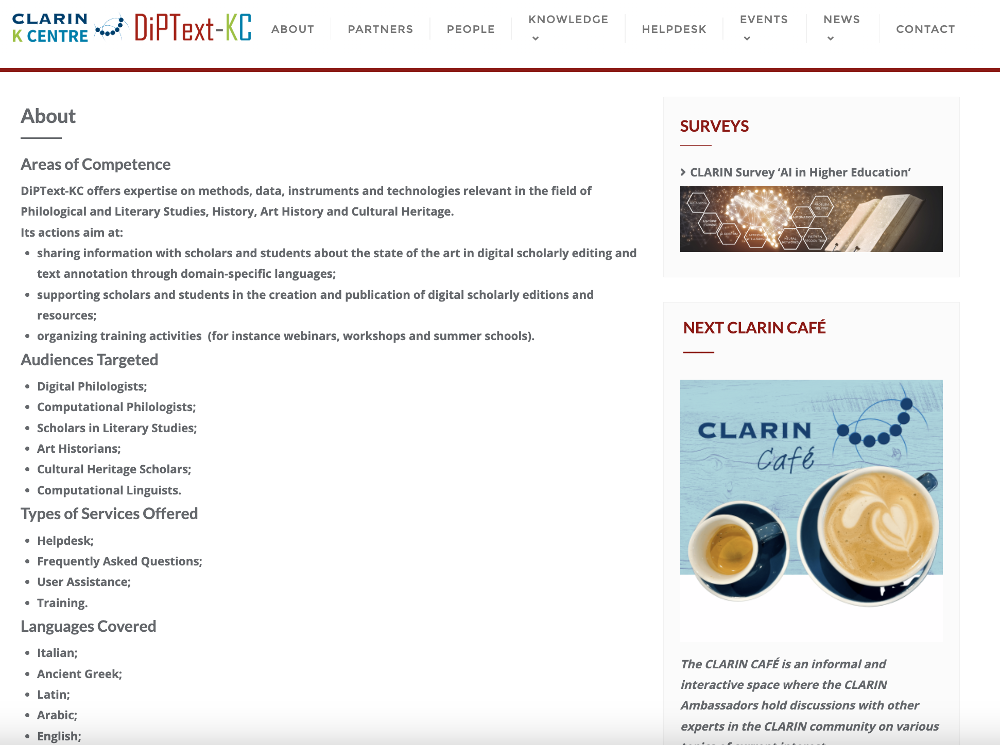 CLARIN
K CENTRE
DiPText-KC
ABOUT
PARTNERS
PEOPLE
KNOWLEDGE
HELPDESK
EVENTS
NEWS
CONTACT
About
Areas of Competence
DiPText-KC offers expertise on methods, data, instruments and technologies relevant in the field of
Philological and Literary Studies, History, Art History and Cultural Heritage.
Its actions aim at:
• sharing information with scholars and students about the state of the art in digital scholarly editing and
text annotation through domain-specific languages;
• supporting scholars and students in the creation and publication of digital scholarly editions and
resources;
• organizing training activities  (for instance webinars, workshops and summer schools).
Audiences Targeted
• Digital Philologists;
• Computational Philologists;
• Scholars in Literary Studies;
• Art Historians;
• Cultural Heritage Scholars;
• Computational Linguists.
Types of Services Offered
• Helpdesk;
• Frequently Asked Questions;
• User Assistance;
• Training.
Languages Covered
• Italian;
• Ancient Greek;
• Latin;
• Arabic;
• English;
SURVEYS
CLARIN Survey ‘AI in Higher Education’
DATA MINIG
MACHINE
LEARNING
ALGORITHM
ARTIFICIAL
INTELLIGENCE
AUTOMATION
PROBLEM
SOLVING
NEURAL
NETWORKS
PATTERN
RECOGNITION
NEXT CLARIN CAFÉ
CLARIN
Café
The CLARIN CAFÉ is an informal and
interactive space where the CLARIN
Ambassadors hold discussions with other
experts in the CLARIN community on various
topics of current interest